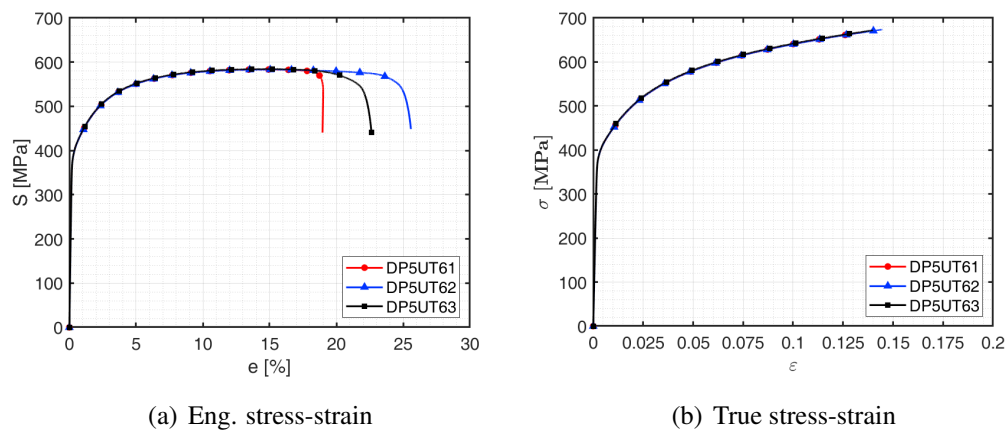 700
600
500
400
300
200
100
0
S [MPa]
0 5 10 15 20 25 30
e [%]
DP5UT61
DP5UT62
DP5UT63
(a) Eng. stress-strain
700
600
500
400
300
200
100
0
σ [MPa]
0 0.025 0.05 0.075 0.1 0.125 0.15 0.175 0.2
ε
DP5UT61
DP5UT62
DP5UT63
(b) True stress-strain